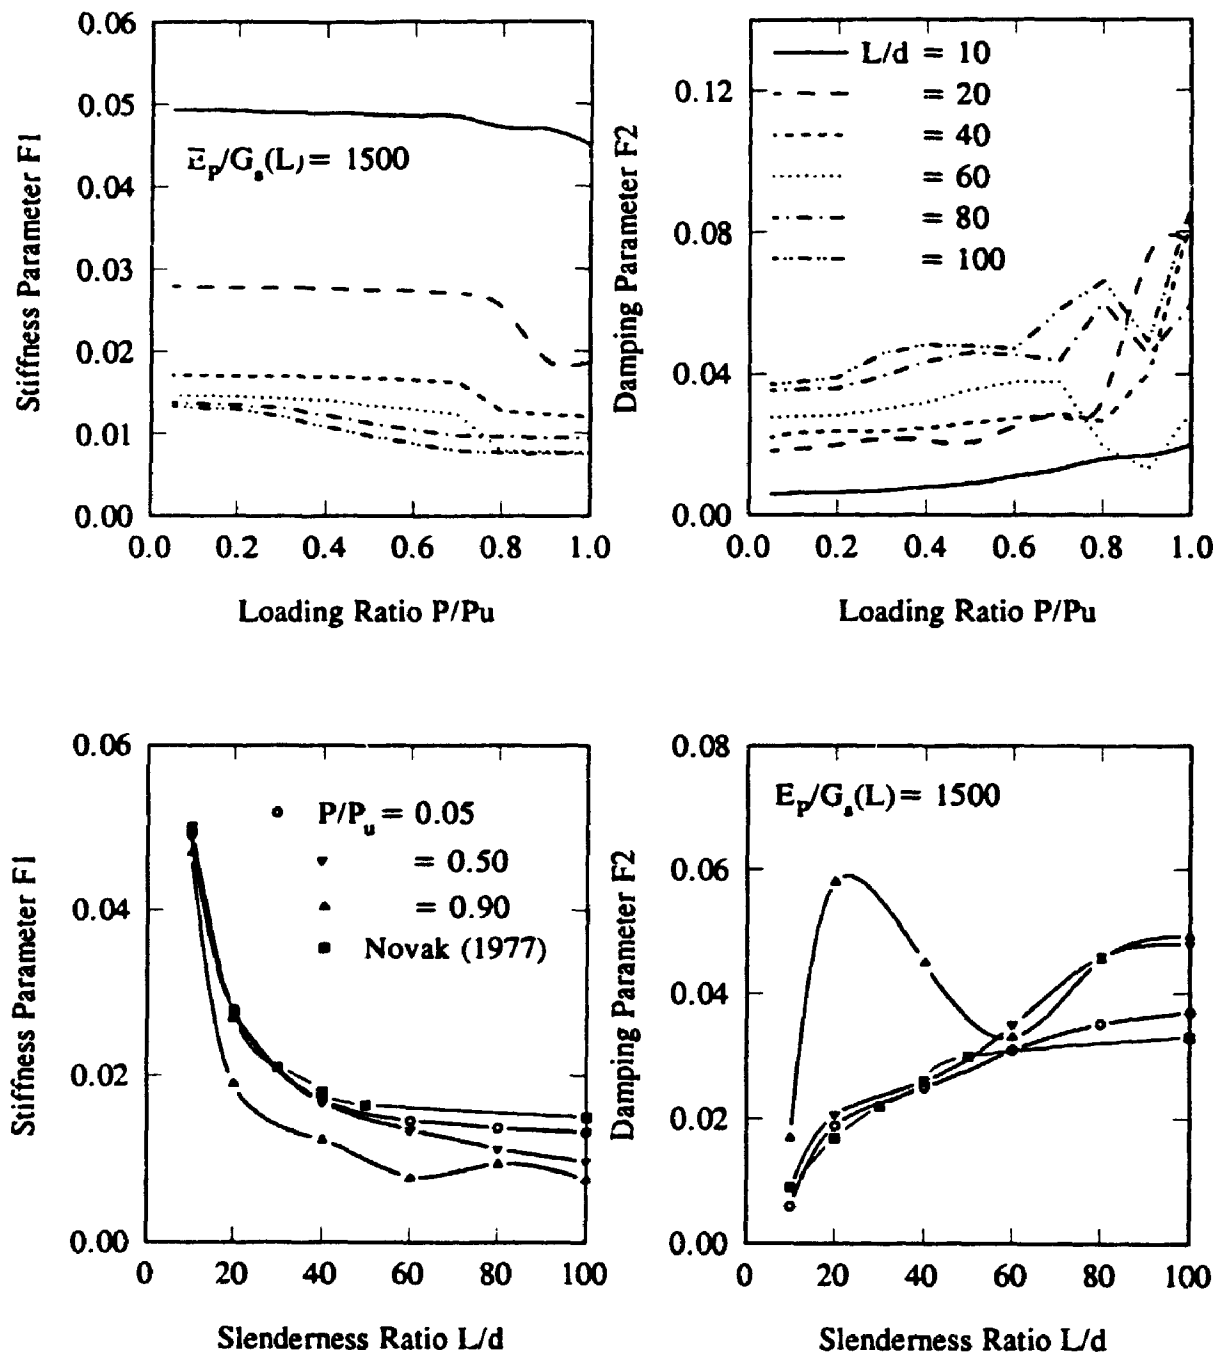 0.06
0.05
0.04
0.03
0.02
0.01
0.00
Stiffness Parameter F1
E_P/G_s(L) = 1500
0.0 0.2 0.4 0.6 0.8 1.0
Loading Ratio P/Pu
0.12
0.08
0.04
0.00
Damping Parameter F2
L/d = 10
= 20
= 40
= 60
= 80
= 100
0.0 0.2 0.4 0.6 0.8 1.0
Loading Ratio P/Pu
0.06
0.04
0.02
0.00
Stiffness Parameter F1
P/P_u = 0.05
= 0.50
= 0.90
Novak (1977)
0 20 40 60 80 100
Slenderness Ratio L/d
0.08
0.06
0.04
0.02
0.00
Damping Parameter F2
E_P/G_s(L) = 1500
0 20 40 60 80 100
Slenderness Ratio L/d